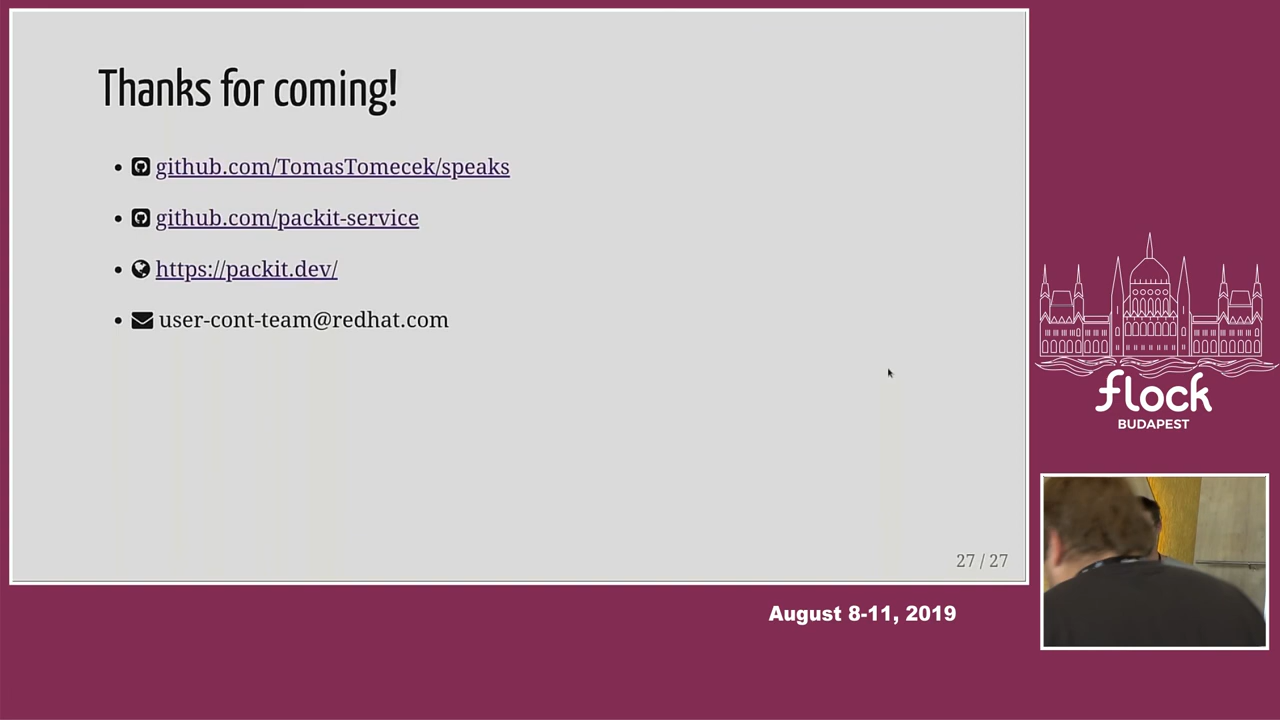 Thanks for coming!
github.com/TomasTomecek/speaks
github.com/packit-service
https://packit.dev/
user-cont-team@redhat.com
27 / 27
flock
BUDAPEST
August 8-11, 2019